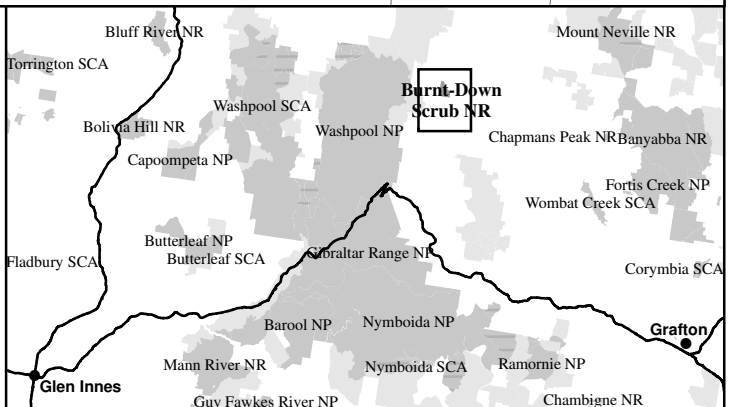 Bluff River NR
Mount Neville NR
Torrington SCA
Burnt-Down
Scrub NR
Washpool SCA
Bolivia Hill NR
Washpool NP
Chapmans Peak NR
Banyabba NR
Capoompeta NP
Fortis Creek NP
Wombat Creek SCA
Butterleaf NP
Butterleaf SCA
Gibraltar Range NP
Fladbury SCA
Corymbia SCA
Barool NP
Nymboida NP
Grafton
Mann River NR
Nymboida SCA
Ramornie NP
Glen Innes
Guy Fawkes River NP
Chambigne NR